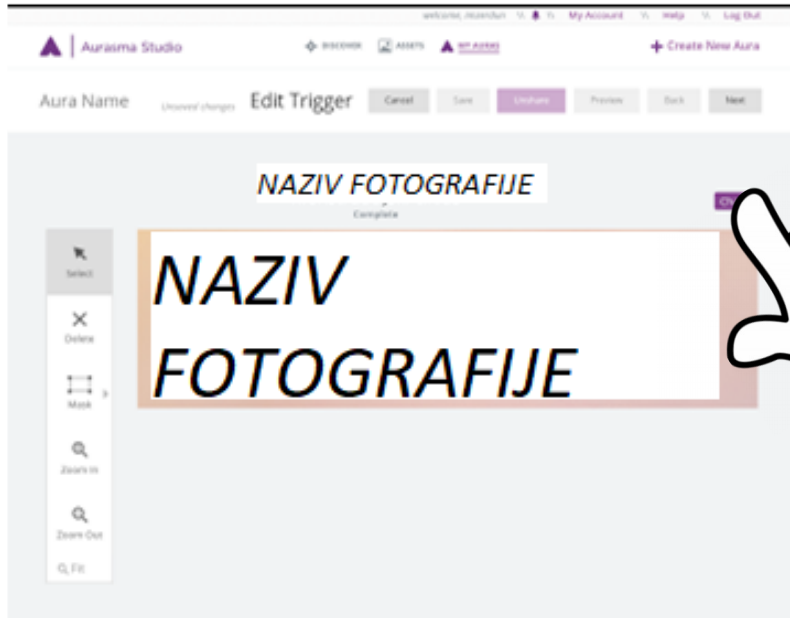 My Account Help Log Out
Aurasma Studio DISCOVER ASSETS MY AURAS Create New Aura
Aura Name Unsaved changes Edit Trigger Cancel Save Unshare Preview Back Next
NAZIV FOTOGRAFIJE
Complete
NAZIV
FOTOGRAFIJE
Select
Delete
Mask
Zoom In
Zoom Out
Fit